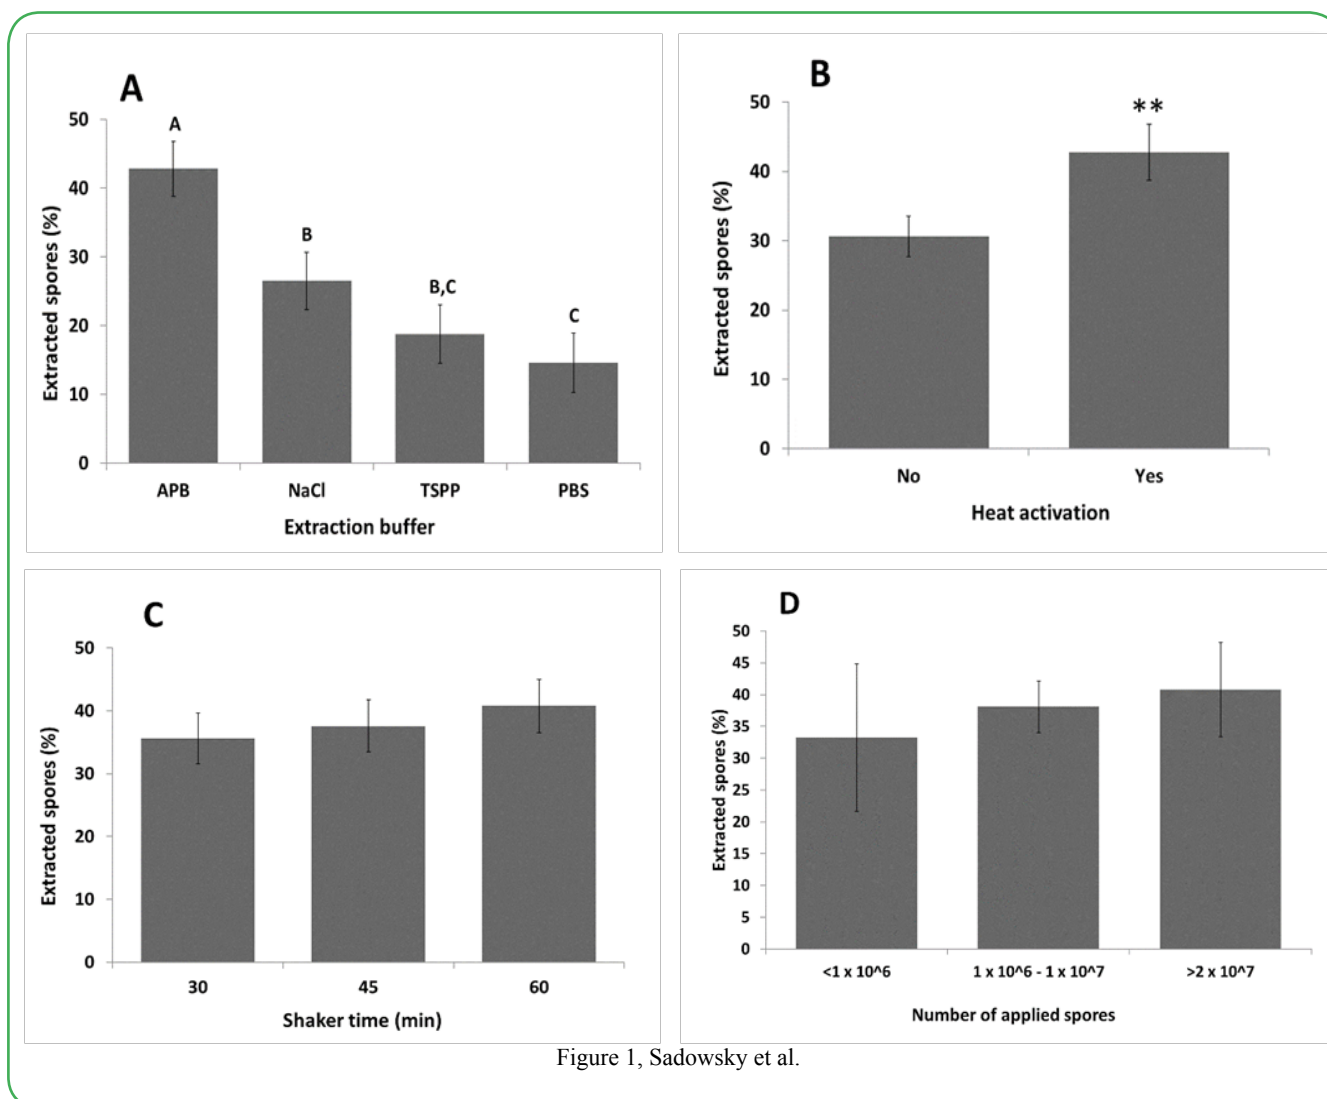 A
50
40
30
20
10
0
Extracted spores (%)
A
B
B,C
C
APB NaCl TSPP PBS
Extraction buffer
B
50
40
30
20
10
0
Extracted spores (%)
**
No Yes
Heat activation
C
50
40
30
20
10
0
Extracted spores (%)
30 45 60
Shaker time (min)
D
50
45
40
35
30
25
20
15
10
5
0
Extracted spores (%)
<1 x 10^6 1 x 10^6 - 1 x 10^7 >2 x 10^7
Number of applied spores
Figure 1, Sadowsky et al.